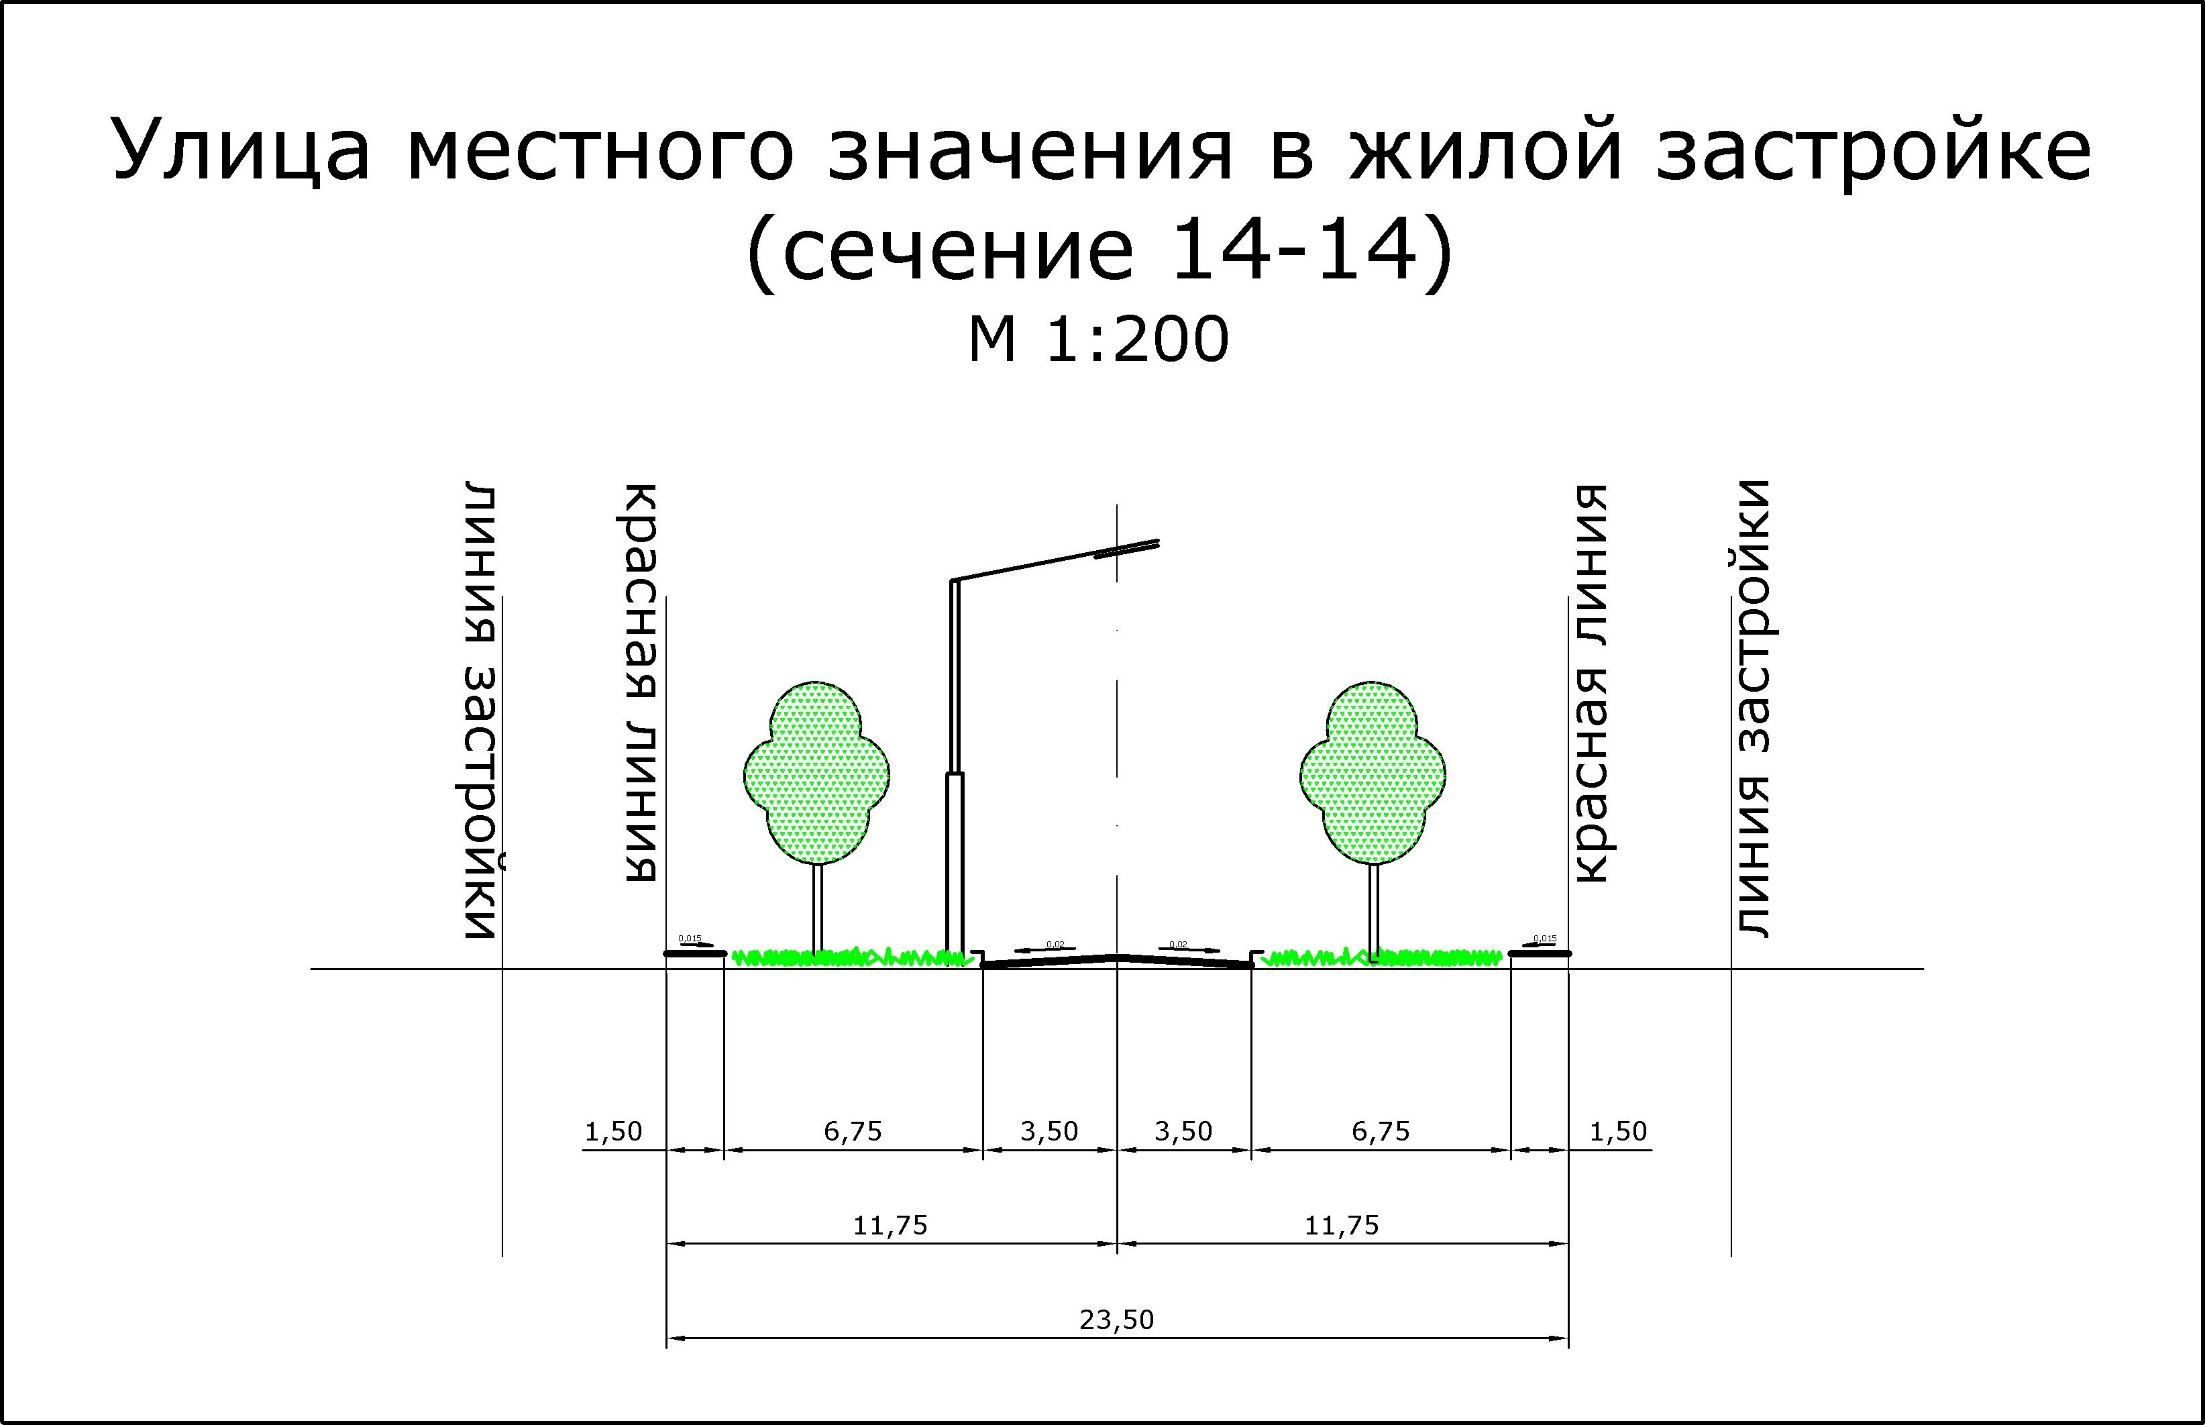 Улица местного значения в жилой застройке
(сечение 14-14)
М 1:200
линия застройки
красная линия
красная линия
линия застройки
0,015
0,02
0,02
0,015
1,50
6,75
3,50
3,50
6,75
1,50
11,75
11,75
23,50